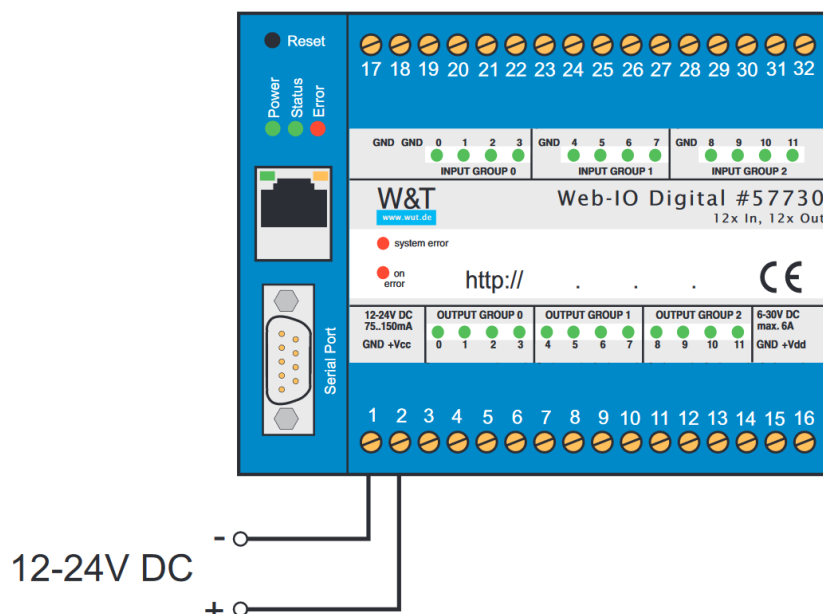 Reset
Power
Status
Error
17 18 19 20 21 22 23 24 25 26 27 28 29 30 31 32
GND GND 0 1 2 3 GND 4 5 6 7 GND 8 9 10 11
INPUT GROUP 0 INPUT GROUP 1 INPUT GROUP 2
W&T Web-IO Digital #57730
www.wut.de 12x In, 12x Out
system error
on
error
http:// . . .
CE
12-24V DC OUTPUT GROUP 0 OUTPUT GROUP 1 OUTPUT GROUP 2 6-30V DC
75..150mA max. 6A
GND +Vcc 0 1 2 3 4 5 6 7 8 9 10 11 GND +Vdd
Serial Port
1 2 3 4 5 6 7 8 9 10 11 12 13 14 15 16
-
12-24V DC
+